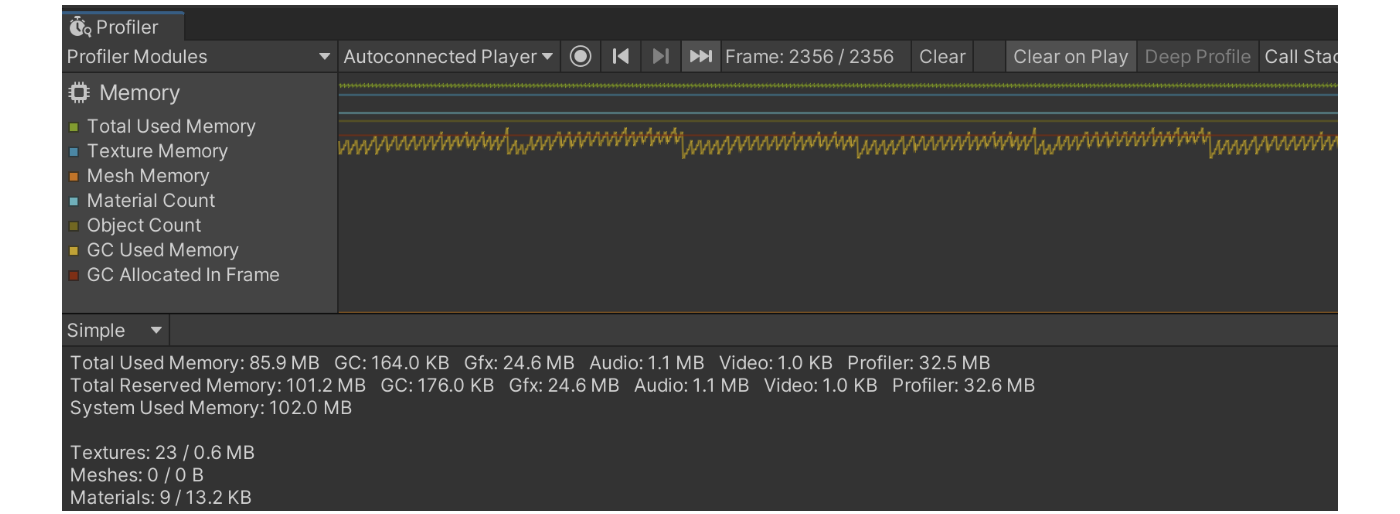 Profiler
Profiler Modules Autoconnected Player Frame: 2356 / 2356 Clear Clear on Play Deep Profile Call Stac
Memory
Total Used Memory
Texture Memory
Mesh Memory
Material Count
Object Count
GC Used Memory
GC Allocated In Frame
Simple
Total Used Memory: 85.9 MB GC: 164.0 KB Gfx: 24.6 MB Audio: 1.1 MB Video: 1.0 KB Profiler: 32.5 MB
Total Reserved Memory: 101.2 MB GC: 176.0 KB Gfx: 24.6 MB Audio: 1.1 MB Video: 1.0 KB Profiler: 32.6 MB
System Used Memory: 102.0 MB
Textures: 23 / 0.6 MB
Meshes: 0 / 0 B
Materials: 9 / 13.2 KB